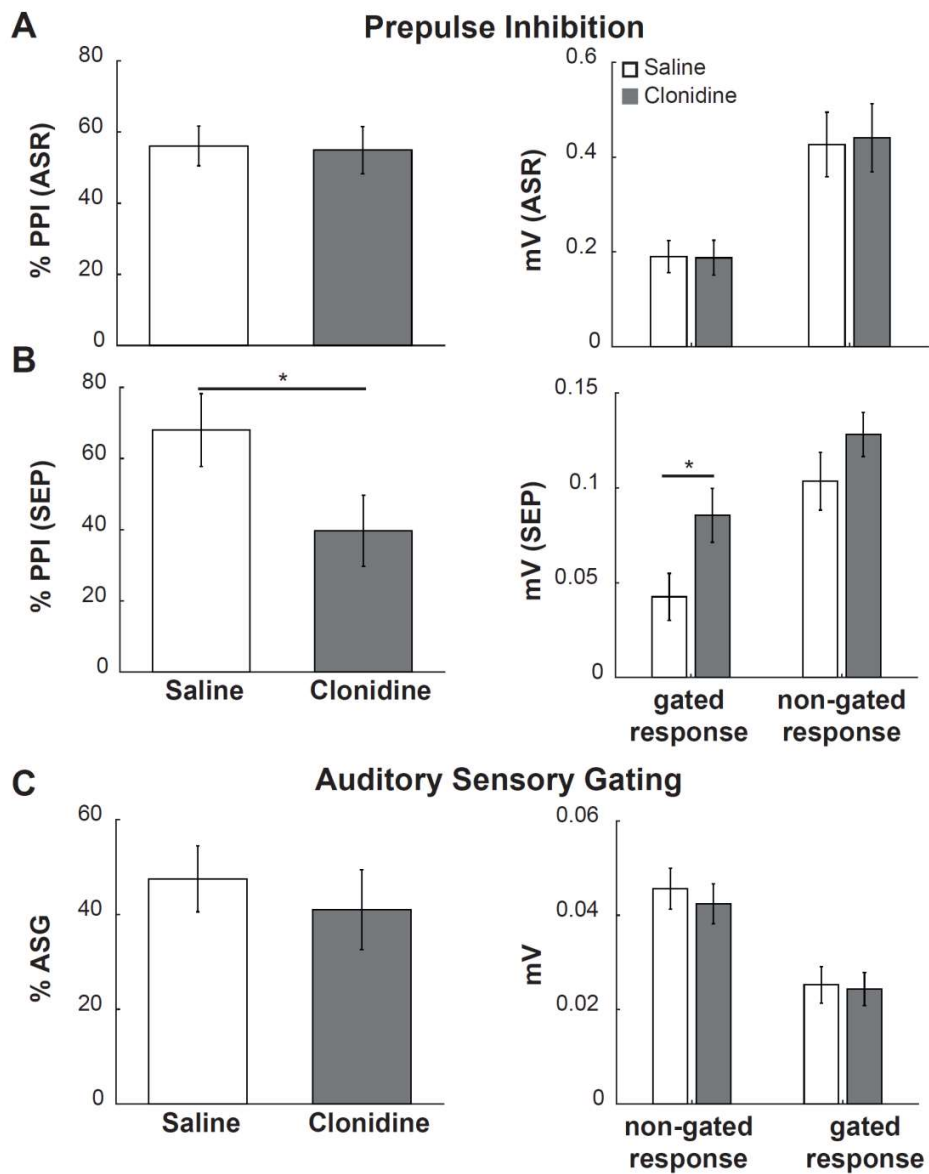 A
Prepulse Inhibition
% PPI (ASR)
80
60
40
20
0
mV (ASR)
0.6
0.4
0.2
0
Saline
Clonidine
B
% PPI (SEP)
80
60
40
20
0
*
Saline
Clonidine
mV (SEP)
0.15
0.1
0.05
0
*
gated
response
non-gated
response
C
Auditory Sensory Gating
% ASG
60
40
20
0
Saline
Clonidine
mV
0.06
0.04
0.02
0
non-gated
response
gated
response